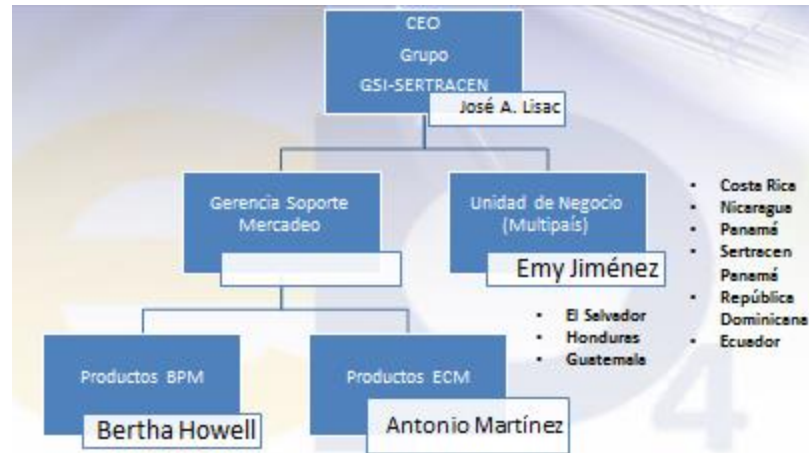 CEO
Grupo
GSI-SERTRACEN
José A. Lisac
Gerencia Soporte
Mercadeo
Unidad de Negocio
(Multipaís)
Emy Jiménez
• Costa Rica
• Nicaragua
• Panamá
• Sertracen
Panamá
• República
Dominicana
• Ecuador
• El Salvador
• Honduras
• Guatemala
Productos BPM
Bertha Howell
Productos ECM
Antonio Martínez
4